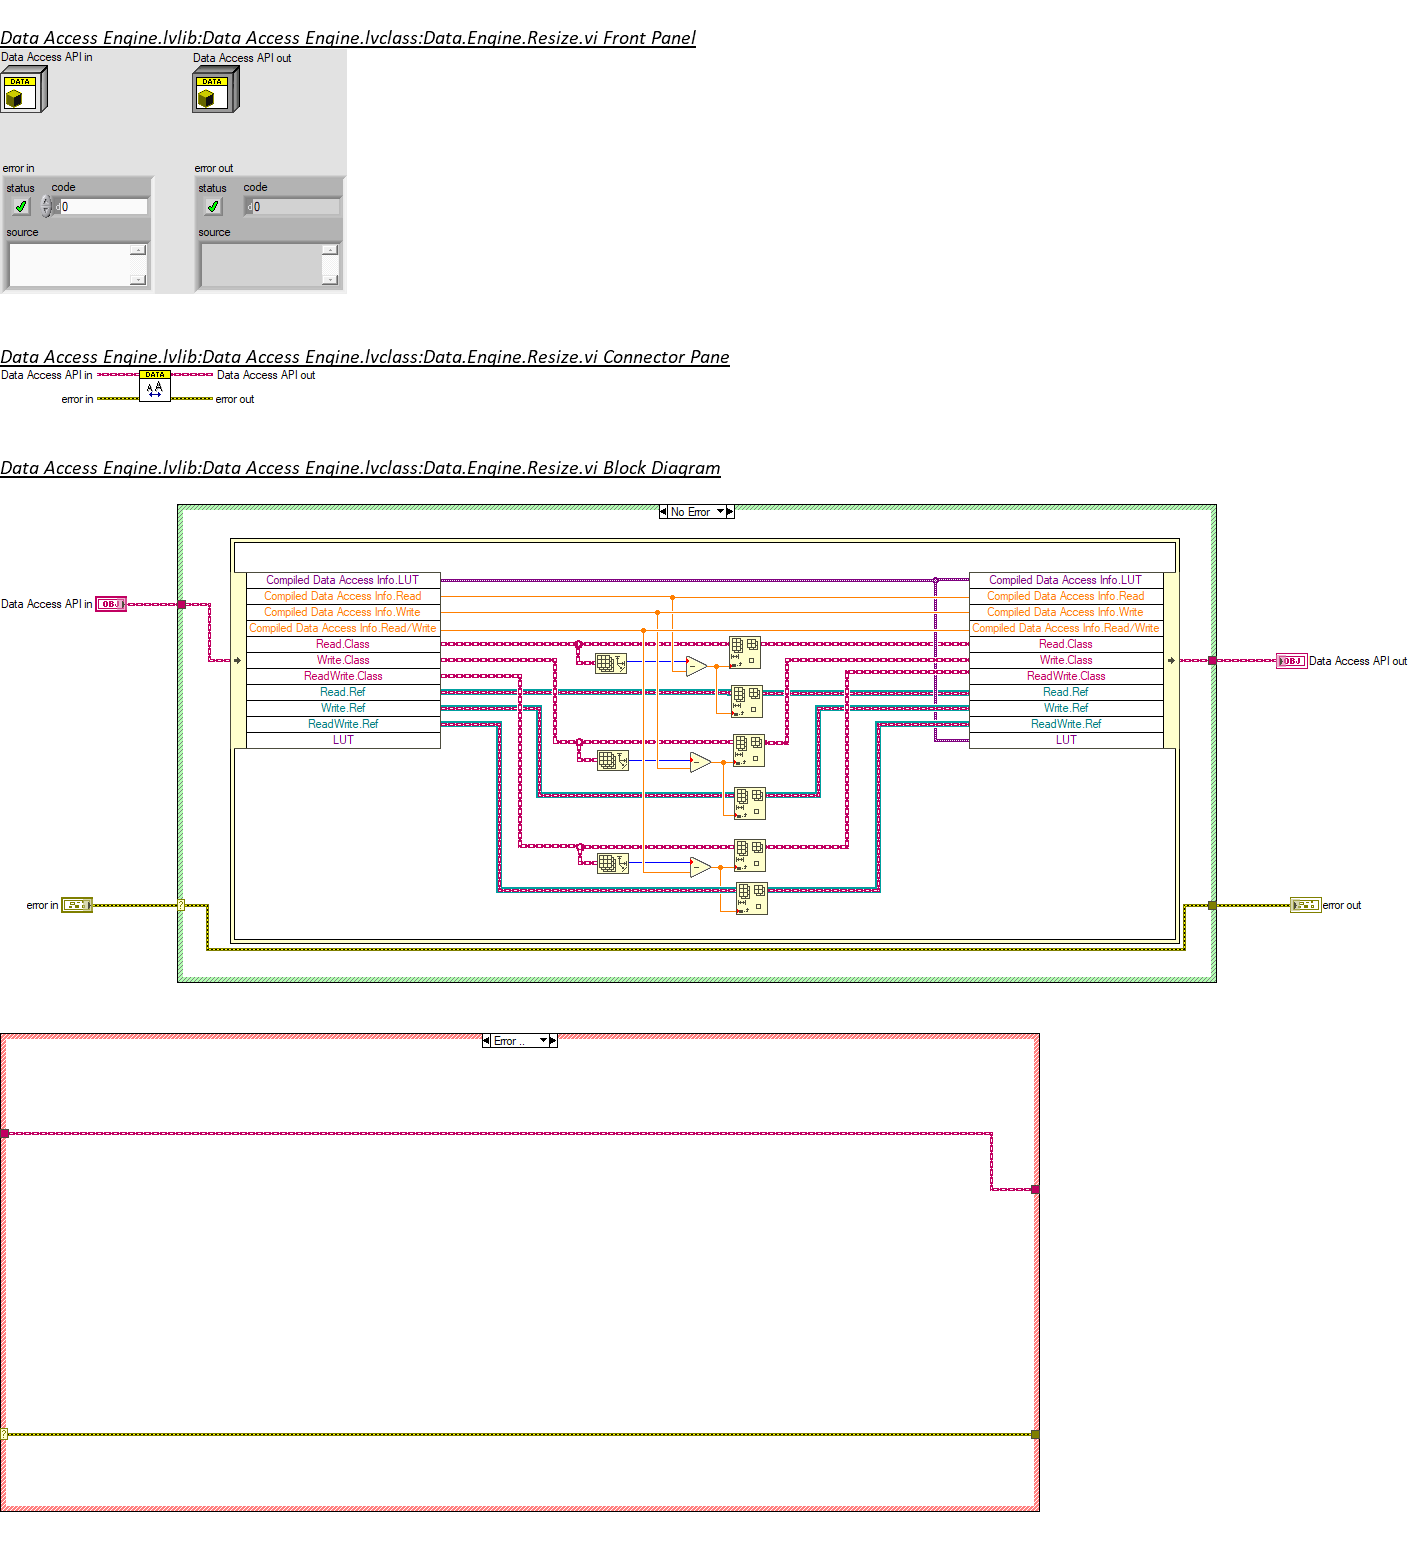 Data Access Engine.lvlib:Data Access Engine.lvclass:Data.Engine.Resize.vi Front Panel
Data Access API in
Data Access API out
DATA
DATA
error in
error out
status
code
status
code
d
0
d
0
source
source
Data Access Engine.lvlib:Data Access Engine.lvclass:Data.Engine.Resize.vi Connector Pane
Data Access API in
DATA
Data Access API out
A A
error in
error out
Data Access Engine.lvlib:Data Access Engine.lvclass:Data.Engine.Resize.vi Block Diagram
No Error
Compiled Data Access Info.LUT
Compiled Data Access Info.Read
Compiled Data Access Info.Write
Compiled Data Access Info.Read/Write
Read.Class
Write.Class
ReadWrite.Class
Read.Ref
Write.Ref
ReadWrite.Ref
LUT
Compiled Data Access Info.LUT
Compiled Data Access Info.Read
Compiled Data Access Info.Write
Compiled Data Access Info.Read/Write
Read.Class
Write.Class
ReadWrite.Class
Read.Ref
Write.Ref
ReadWrite.Ref
LUT
Data Access API in
OBJ
OBJ
Data Access API out
error in
?
error out
Error ..
?